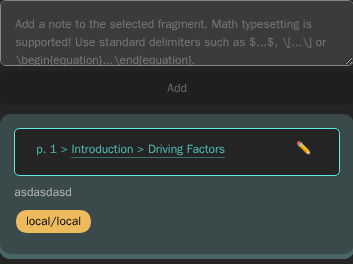 Add a note to the selected fragment. Math typesetting is
supported! Use standard delimiters such as $...$, \[...\] or
\begin{equation}...\end{equation}.
Add
p. 1 > Introduction > Driving Factors
asdasdasd
local/local